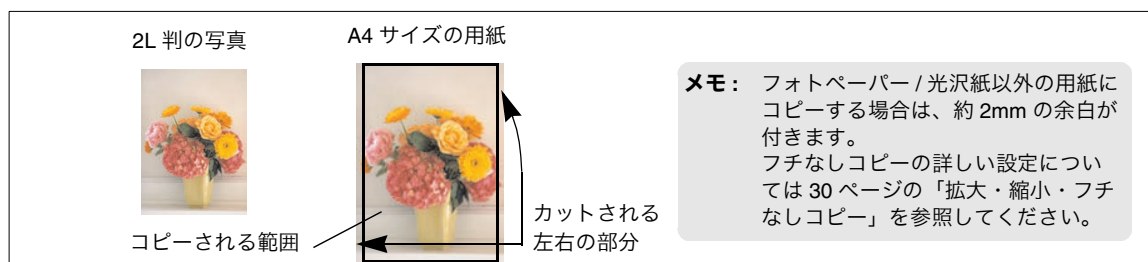 2L 判の写真
A4 サイズの用紙
コピーされる範囲
カットされる
左右の部分
メモ : フォトペーパー / 光沢紙以外の用紙に
コピーする場合は、約 2mm の余白が
付きます。
フチなしコピーの詳しい設定につい
ては 30 ページの「拡大・縮小・フチ
なしコピー」を参照してください。